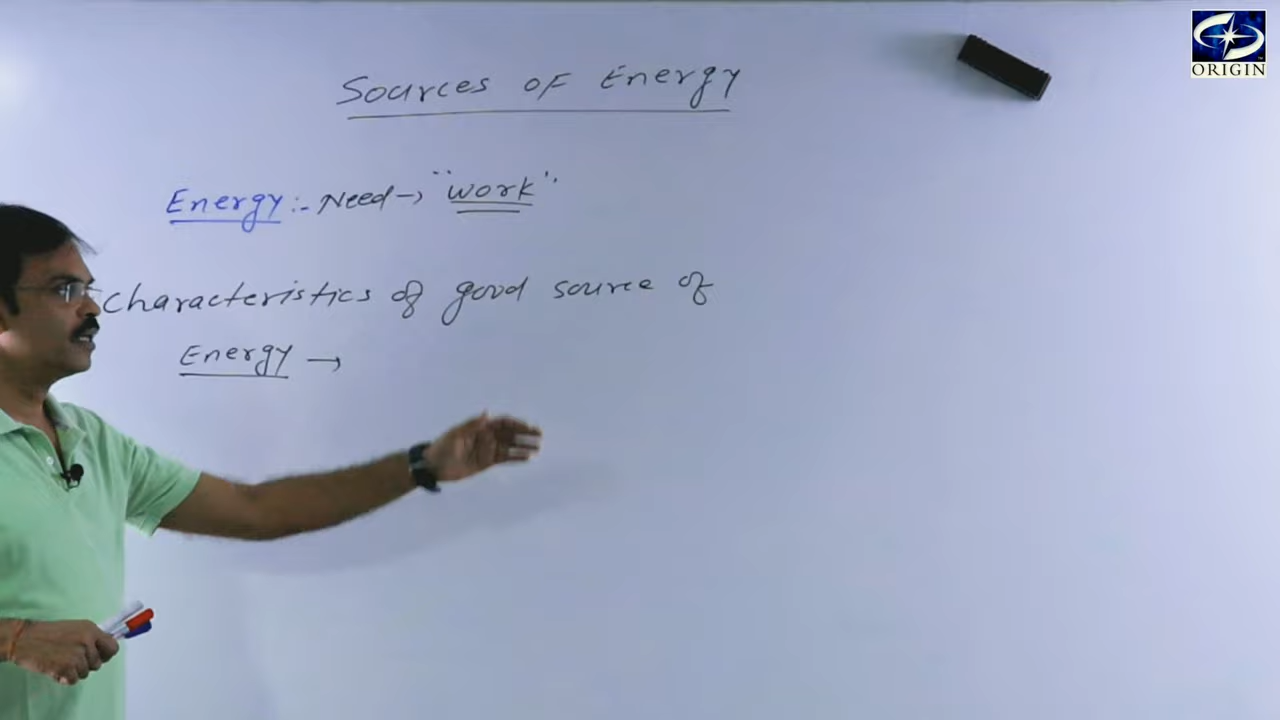 ORIGIN
Sources of Energy
Energy :- Need → "work"
Characteristics of good source of
Energy →